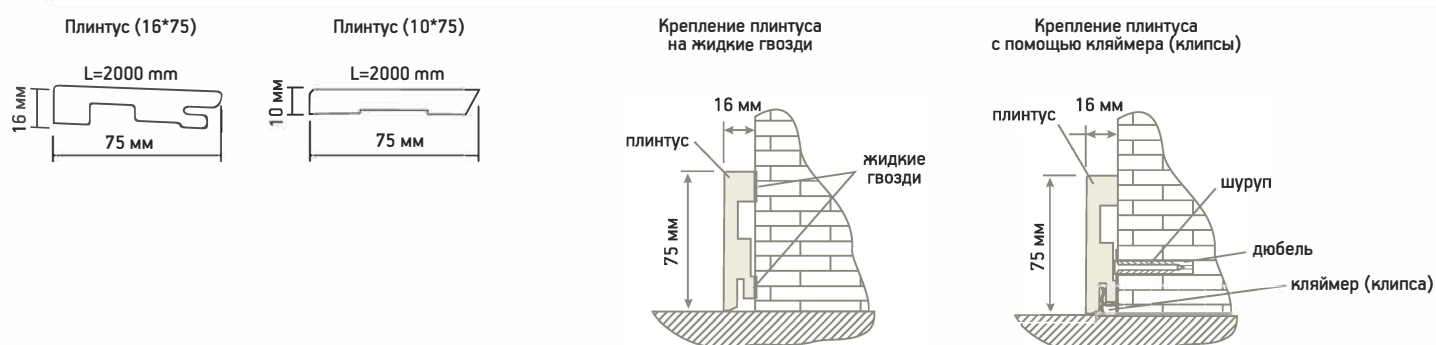 Плинтус (16*75)
L=2000 mm
16 мм
75 мм
Плинтус (10*75)
L=2000 mm
10 мм
75 мм
Крепление плинтуса
на жидкие гвозди
16 мм
плинтус
жидкие
гвозди
75 мм
Крепление плинтуса
с помощью кляймера (клипсы)
16 мм
плинтус
шуруп
дюбель
75 мм
кляймер (клипса)